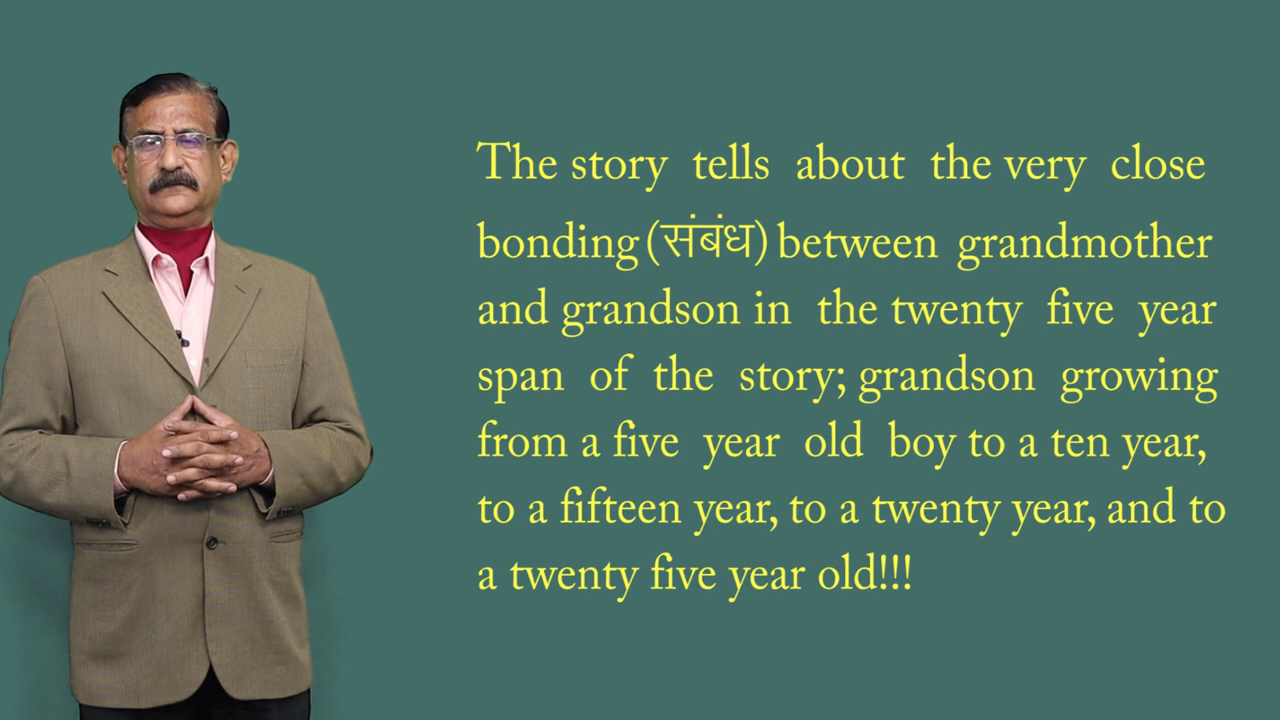 The story tells about the very close
bonding (संबंध) between grandmother
and grandson in the twenty five year
span of the story; grandson growing
from a five year old boy to a ten year,
to a fifteen year, to a twenty year, and to
a twenty five year old!!!